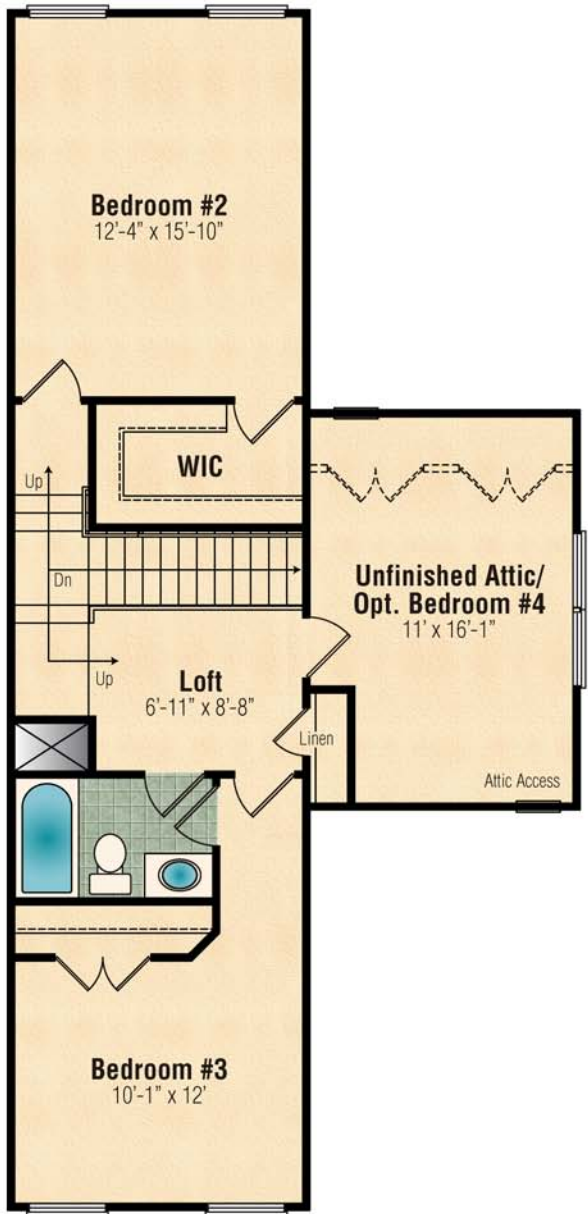 Bedroom #2
12'-4" x 15'-10"
WIC
Up
Dn
Unfinished Attic/
Opt. Bedroom #4
11' x 16'-1"
Up
Loft
6'-11" x 8'-8"
Linen
Attic Access
Bedroom #3
10'-1" x 12'